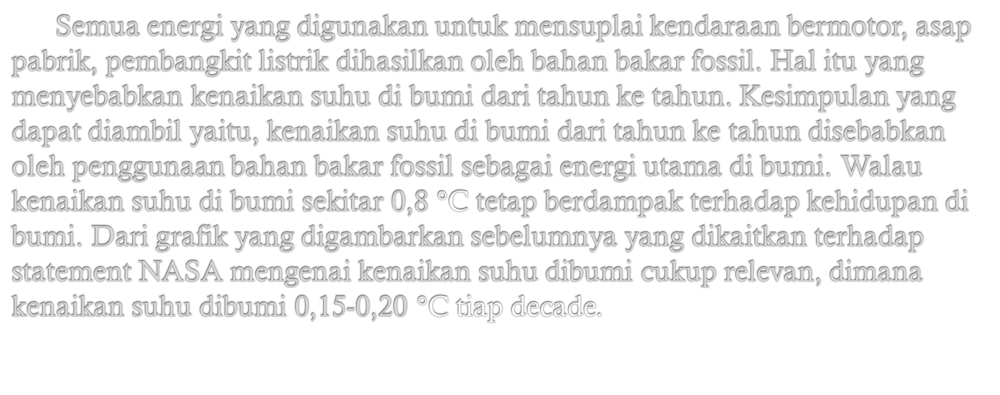 Semua energi yang digunakan untuk mensuplai kendaraan bermotor, asap
pabrik, pembangkit listrik dihasilkan oleh bahan bakar fossil. Hal itu yang
menyebabkan kenaikan suhu di bumi dari tahun ke tahun. Kesimpulan yang
dapat diambil yaitu, kenaikan suhu di bumi dari tahun ke tahun disebabkan
oleh penggunaan bahan bakar fossil sebagai energi utama di bumi. Walau
kenaikan suhu di bumi sekitar 0,8 °C tetap berdampak terhadap kehidupan di
bumi. Dari grafik yang digambarkan sebelumnya yang dikaitkan terhadap
statement NASA mengenai kenaikan suhu dibumi cukup relevan, dimana
kenaikan suhu dibumi 0,15-0,20 °C tiap decade.